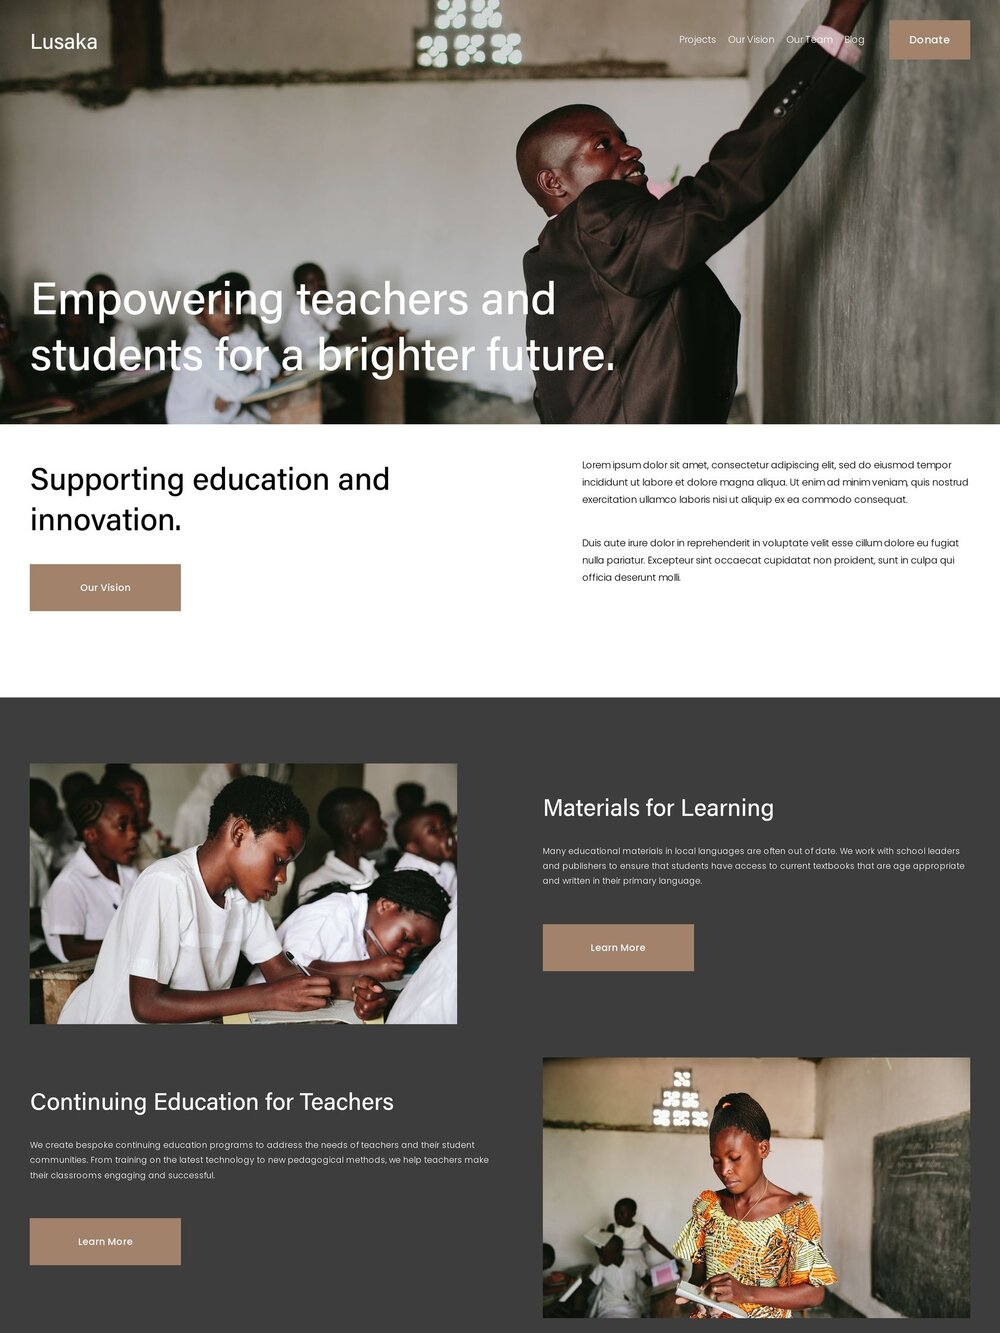 Lusaka
Projects Our Vision Our Team Blog Donate
Empowering teachers and
students for a brighter future.
Supporting education and
innovation.
Our Vision
Lorem ipsum dolor sit amet, consectetur adipiscing elit, sed do eiusmod tempor
incididunt ut labore et dolore magna aliqua. Ut enim ad minim veniam, quis nostrud
exercitation ullamco laboris nisi ut aliquip ex ea commodo consequat.
Duis aute irure dolor in reprehenderit in voluptate velit esse cillum dolore eu fugiat
nulla pariatur. Excepteur sint occaecat cupidatat non proident, sunt in culpa qui
officia deserunt molli.
Materials for Learning
Many educational materials in local languages are often out of date. We work with school leaders
and publishers to ensure that students have access to current textbooks that are age appropriate
and written in their primary language.
Learn More
Continuing Education for Teachers
We create bespoke continuing education programs to address the needs of teachers and their student
communities. From training on the latest technology to new pedagogical methods, we help teachers make
their classrooms engaging and successful.
Learn More